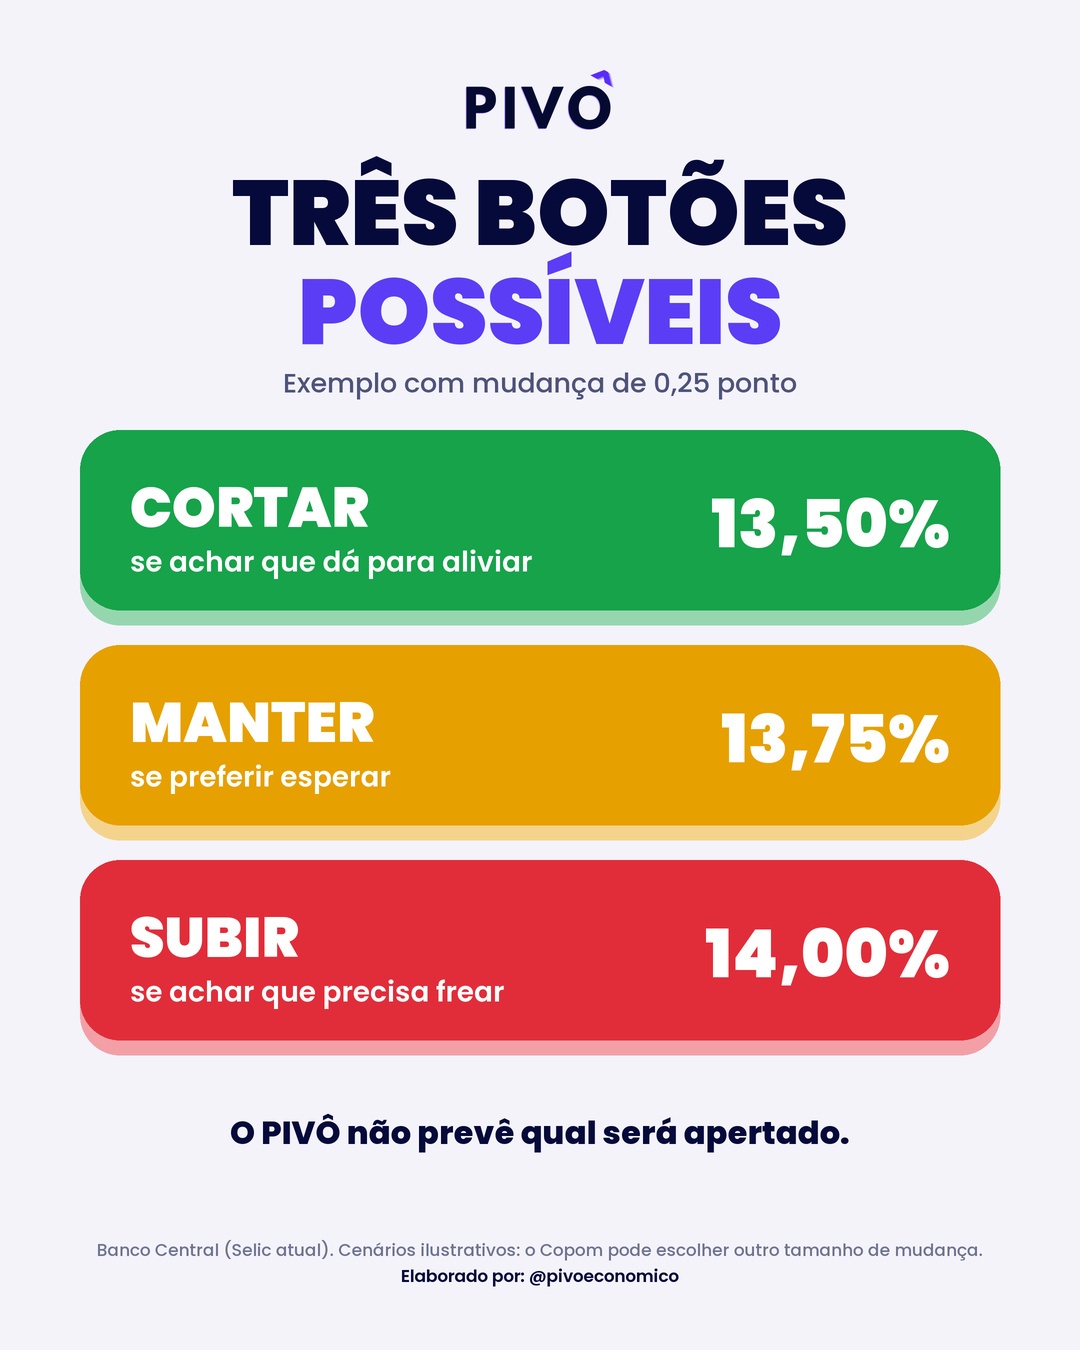 PIVÔ
TRÊS BOTÕES
POSSÍVEIS
Exemplo com mudança de 0,25 ponto
CORTAR
se achar que dá para aliviar
13,50%
MANTER
se preferir esperar
13,75%
SUBIR
se achar que precisa frear
14,00%
O PIVÔ não prevê qual será apertado.
Banco Central (Selic atual). Cenários ilustrativos: o Copom pode escolher outro tamanho de mudança.
Elaborado por: @pivoeconomico